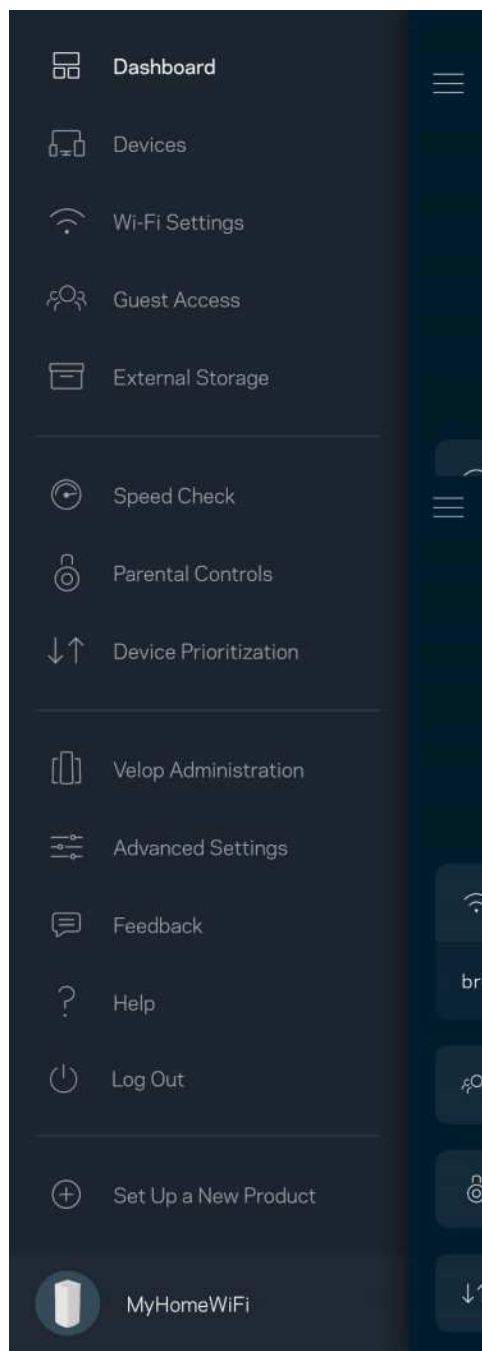 Dashboard
Devices
Wi-Fi Settings
Guest Access
External Storage
Speed Check
Parental Controls
Device Prioritization
Velop Administration
Advanced Settings
Feedback
br
Help
Log Out
Set Up a New Product
MyHomeWiFi